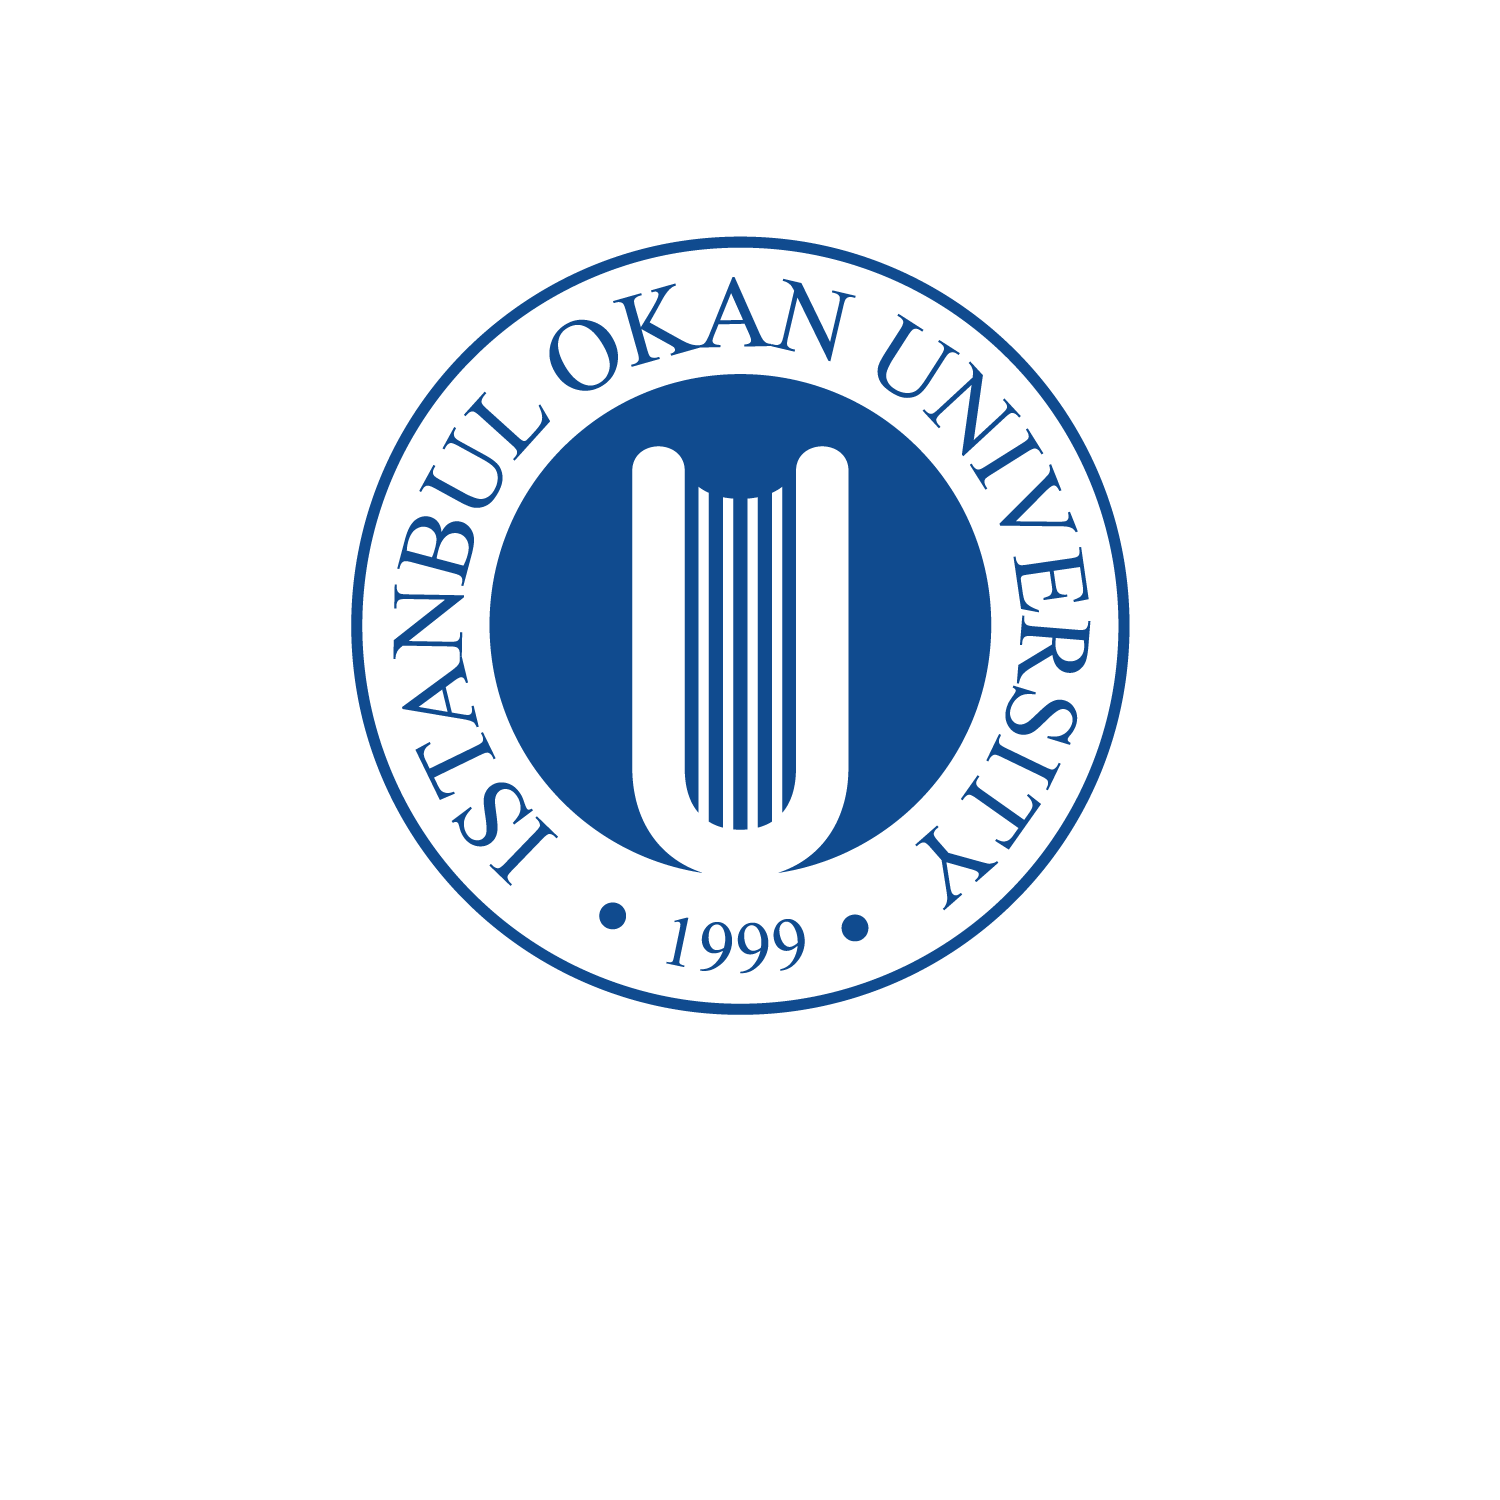 ISTANBUL OKAN UNIVERSITY
• 1999 •